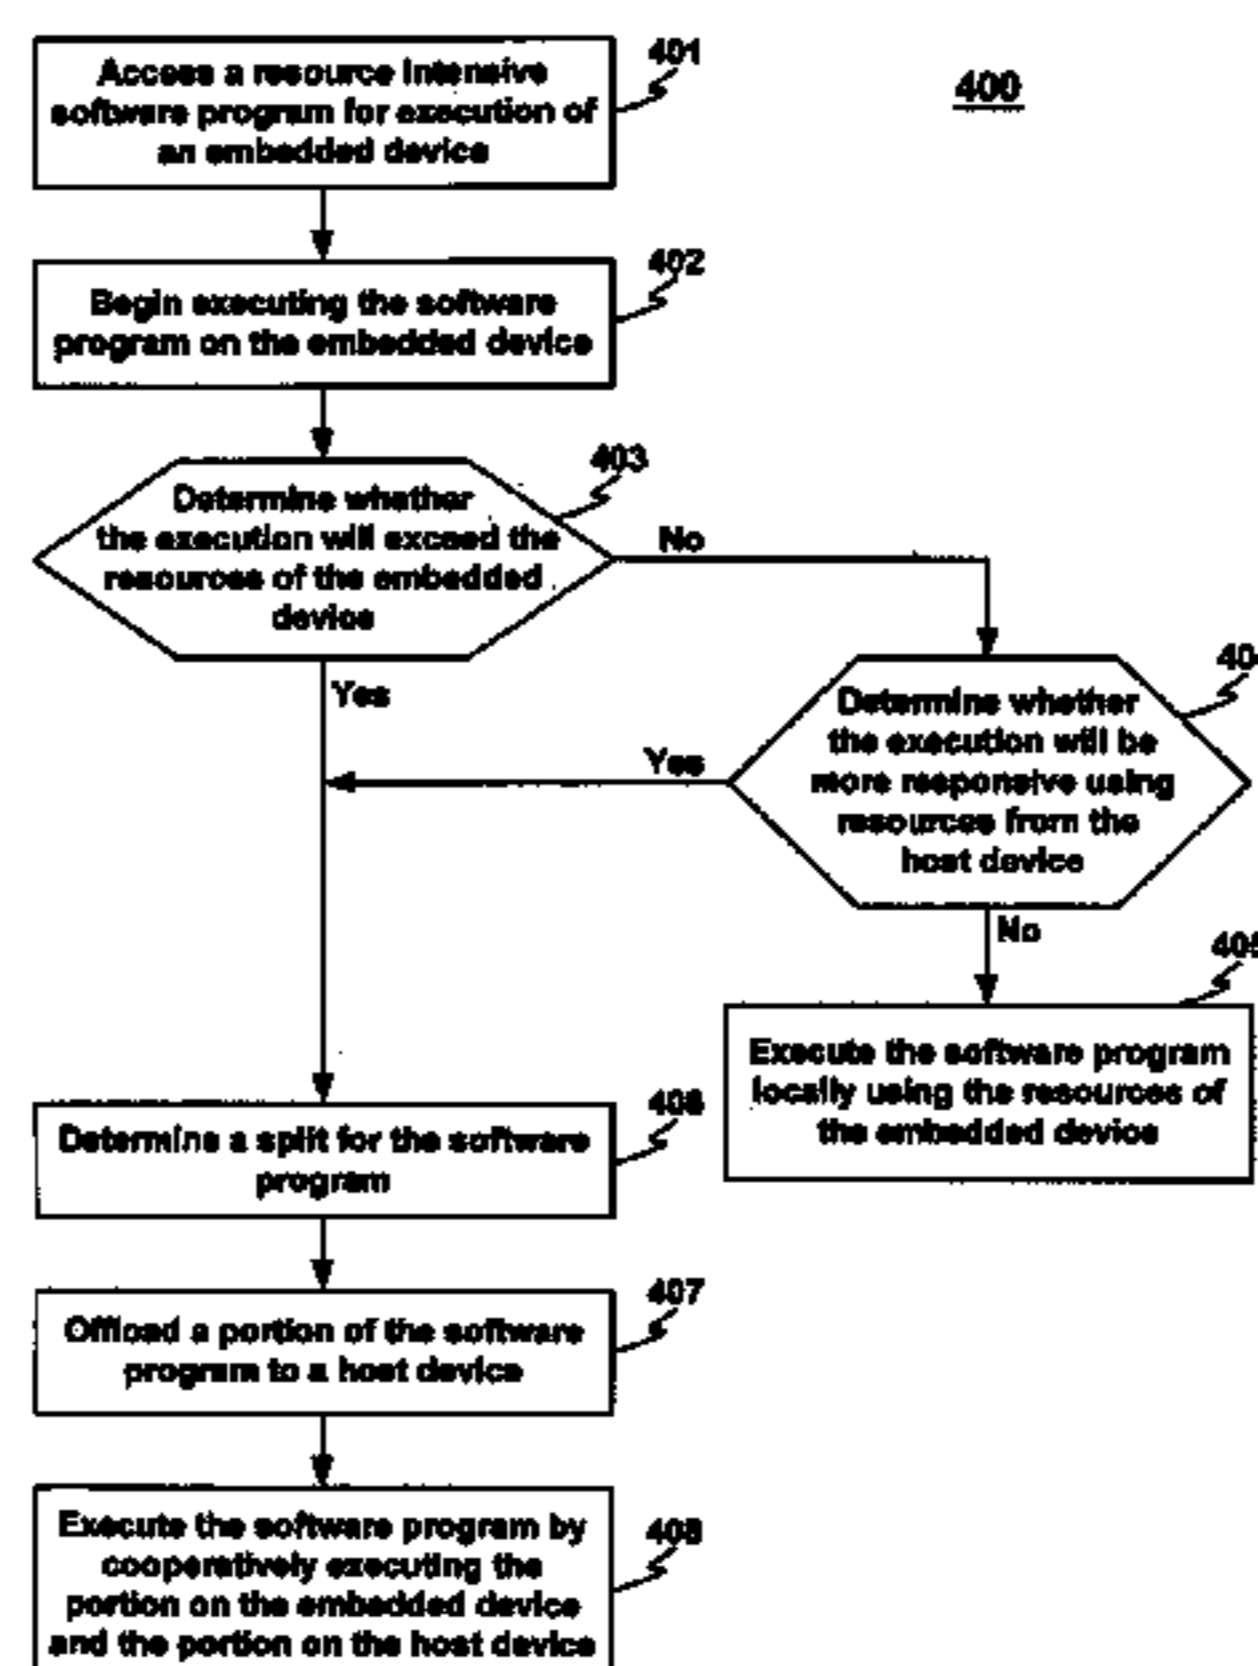 400
401
Access a resource intensive
software program for execution of
an embedded device
402
Begin executing the software
program on the embedded device
403
Determine whether
the execution will exceed the
resources of the embedded
device
No
Yes
Determine whether
the execution will be
more responsive using
resources from the
host device
Yes
No
405
Execute the software program
locally using the resources of
the embedded device
406
Determine a split for the software
program
407
Offload a portion of the software
program to a host device
408
Execute the software program by
cooperatively executing the
portion on the embedded device
and the portion on the host device